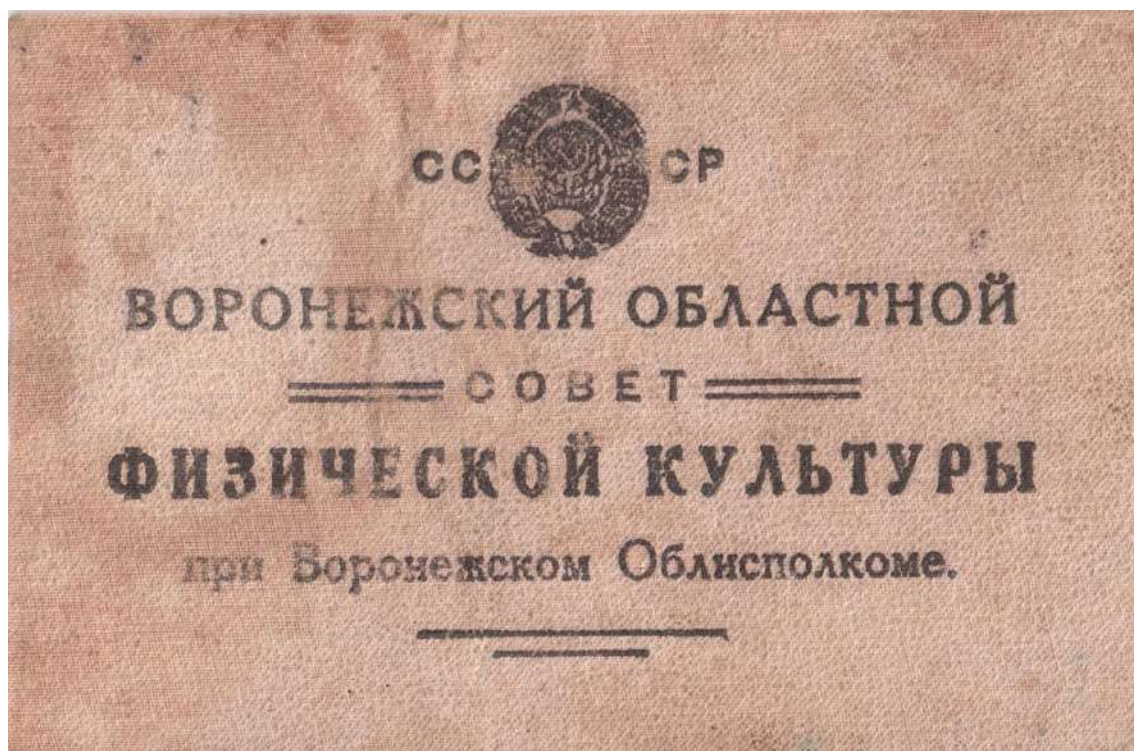 СС СР
ВОРОНЕЖСКИЙ ОБЛАСТНОЙ
СОВЕТ
ФИЗИЧЕСКОЙ КУЛЬТУРЫ
при Воронежском Облисполкоме.